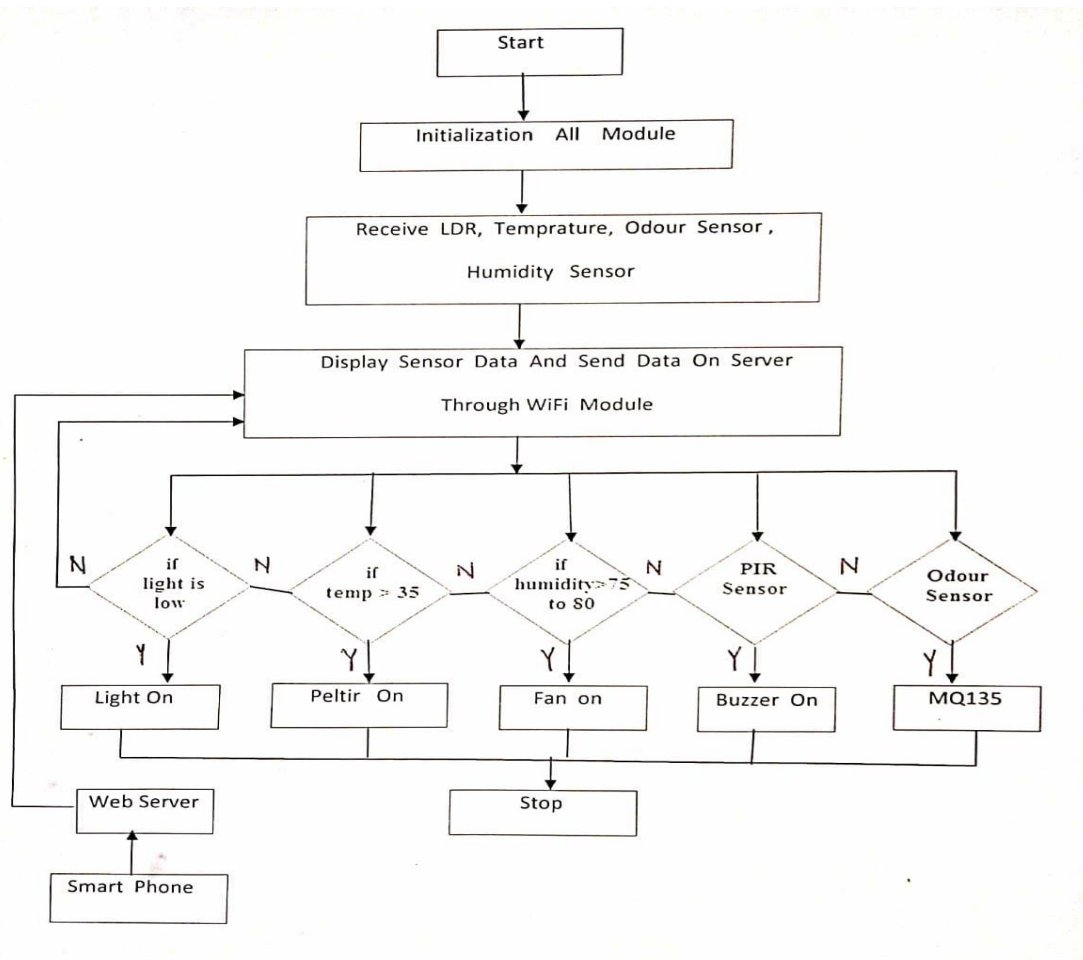 Start
Initialization All Module
Receive LDR, Temprature, Odour Sensor,
Humidity Sensor
Display Sensor Data And Send Data On Server
Through WiFi Module
N
if
light is
low
N
if
temp > 35
N
if
humidity>75
to 80
N
PIR
Sensor
N
Odour
Sensor
Y
Y
Y
Y
Y
Light On
Peltir On
Fan on
Buzzer On
MQ135
Web Server
Stop
Smart Phone